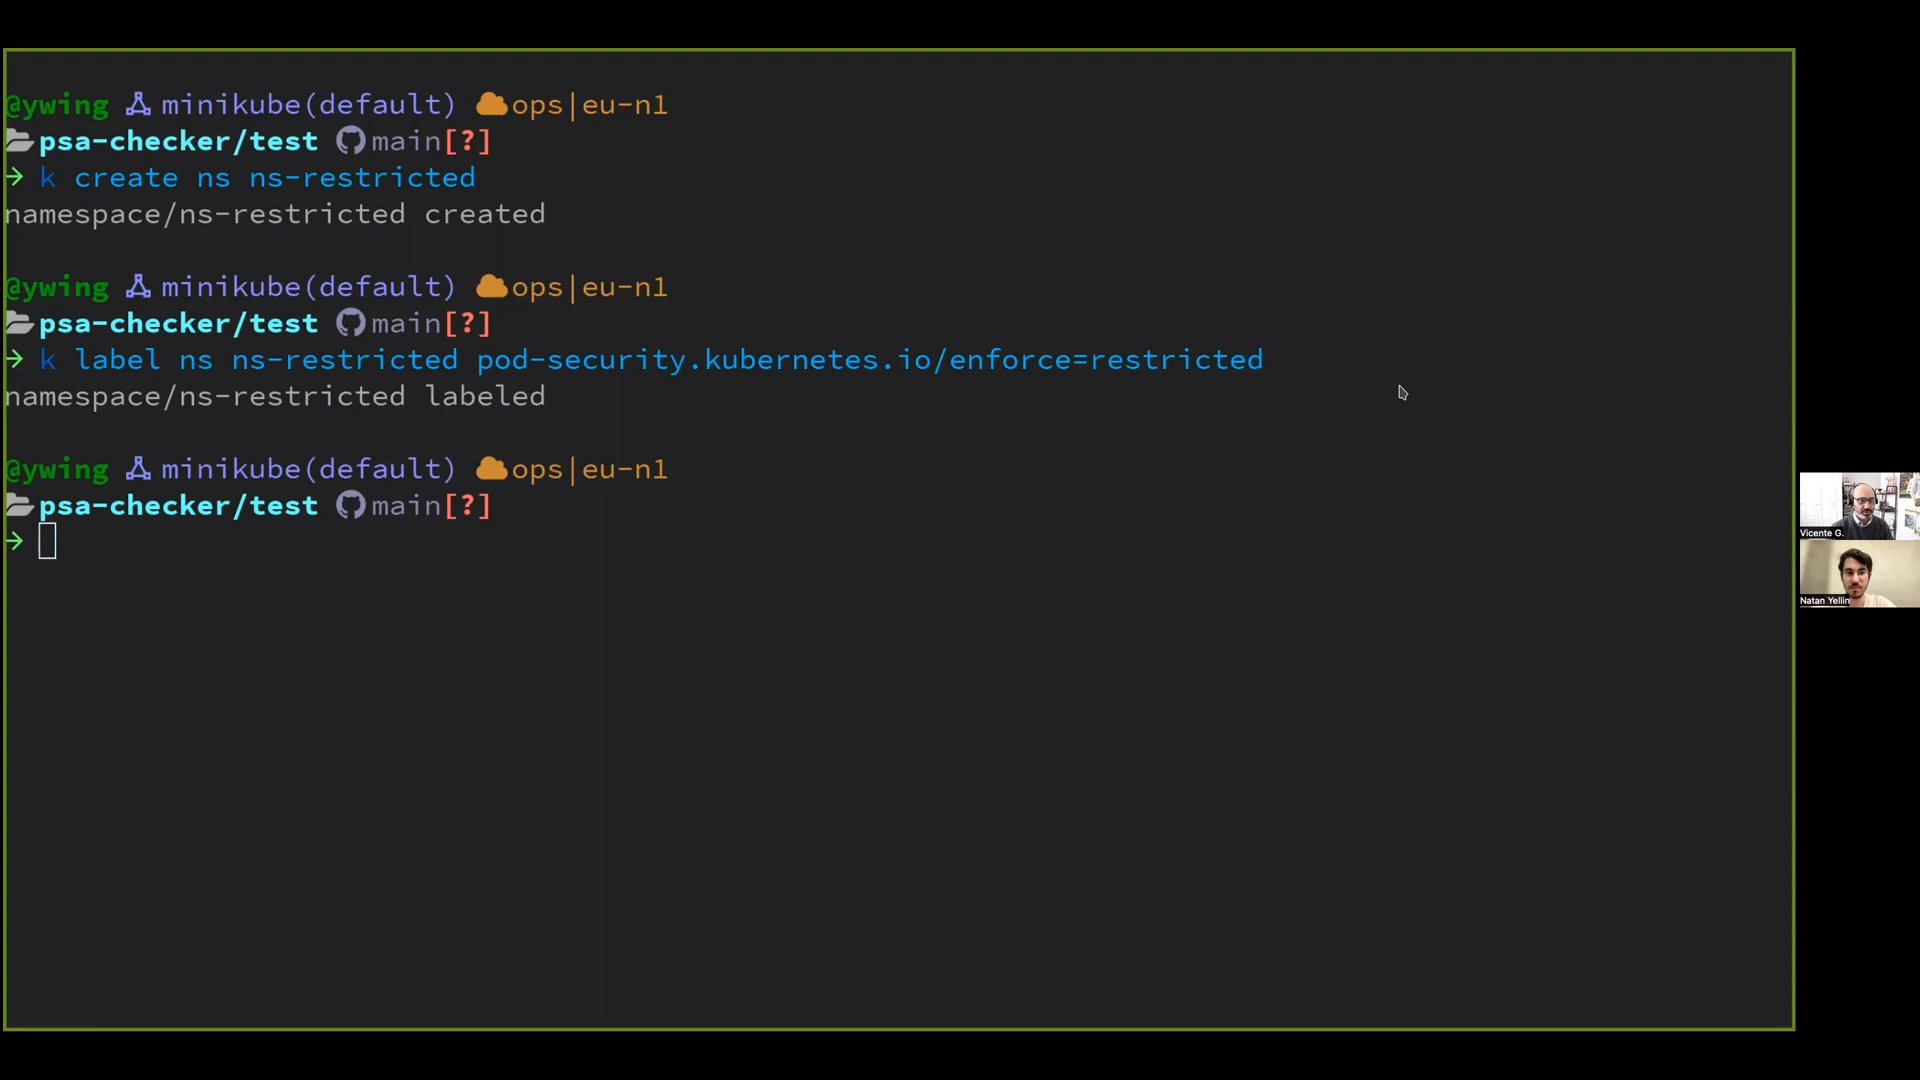 @ywing minikube(default) ops|eu-n1
psa-checker/test main[?]
→ k create ns ns-restricted
namespace/ns-restricted created
@ywing minikube(default) ops|eu-n1
psa-checker/test main[?]
→ k label ns ns-restricted pod-security.kubernetes.io/enforce=restricted
namespace/ns-restricted labeled
@ywing minikube(default) ops|eu-n1
psa-checker/test main[?]
→
Vicente G.
Natan Yellin